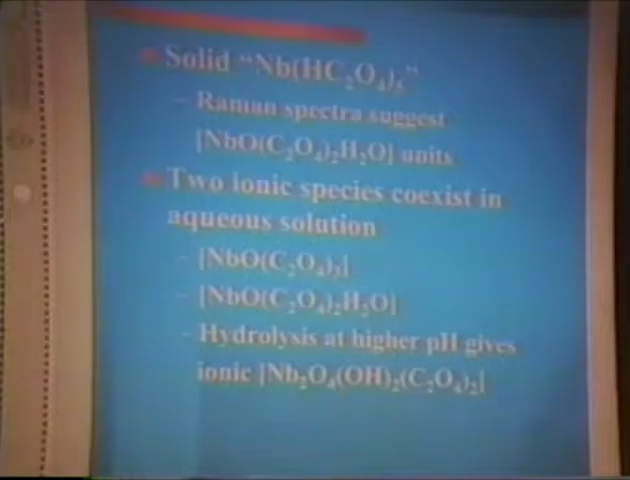 Solid “Nb(HC₂O₄)₅”
– Raman spectra suggest
[NbO(C₂O₄)₂H₂O] units
Two ionic species coexist in
aqueous solution
– [NbO(C₂O₄)₃]
– [NbO(C₂O₄)₂H₂O]
– Hydrolysis at higher pH gives
ionic [Nb₂O₄(OH)₂(C₂O₄)₂]